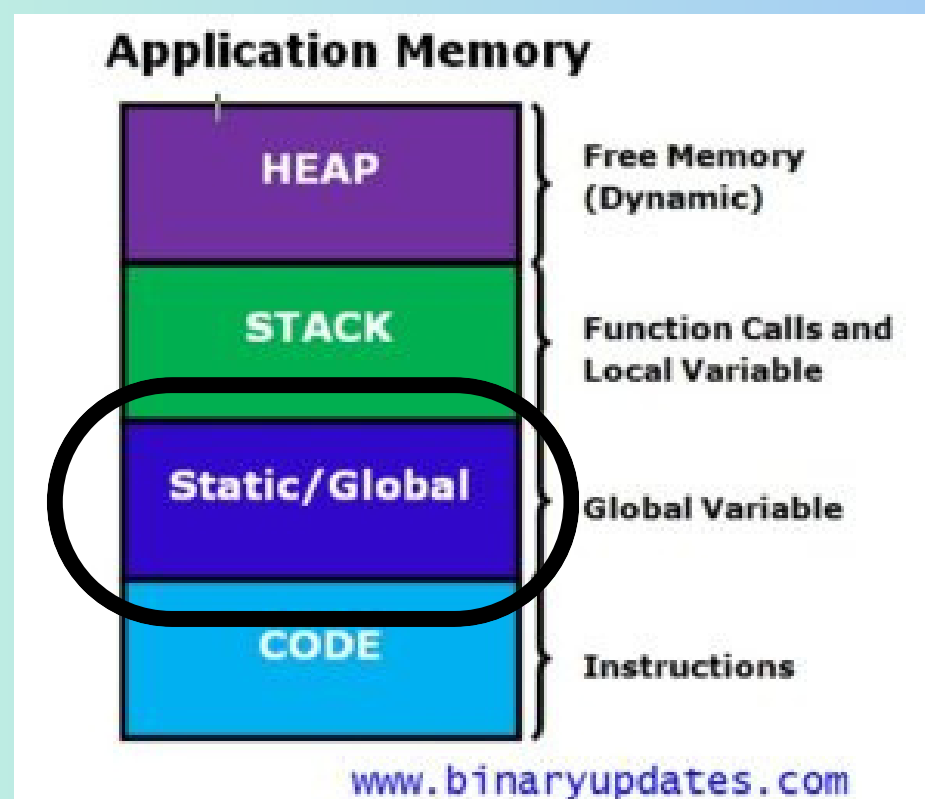 Application Memory
HEAP
Free Memory
(Dynamic)
STACK
Function Calls and
Local Variable
Static/Global
Global Variable
CODE
Instructions
www.binaryupdates.com